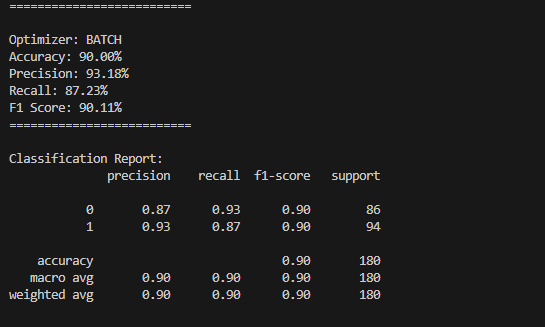 ==========================
Optimizer: BATCH
Accuracy: 90.00%
Precision: 93.18%
Recall: 87.23%
F1 Score: 90.11%
==========================
Classification Report:
precision recall f1-score support
0 0.87 0.93 0.90 86
1 0.93 0.87 0.90 94
accuracy 0.90 180
macro avg 0.90 0.90 0.90 180
weighted avg 0.90 0.90 0.90 180